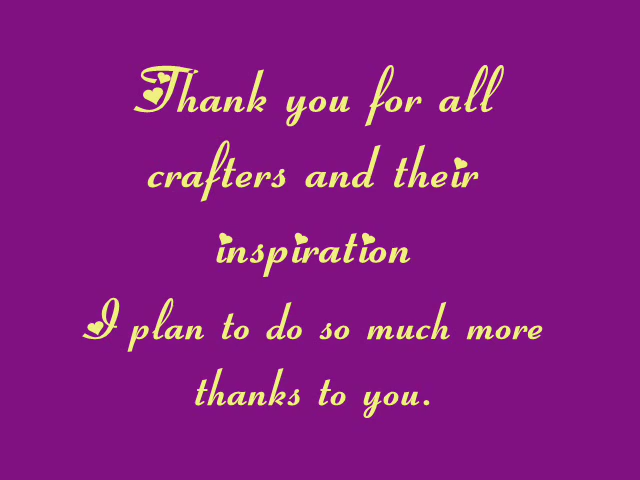 Thank you for all
crafters and their
inspiration
I plan to do so much more
thanks to you.